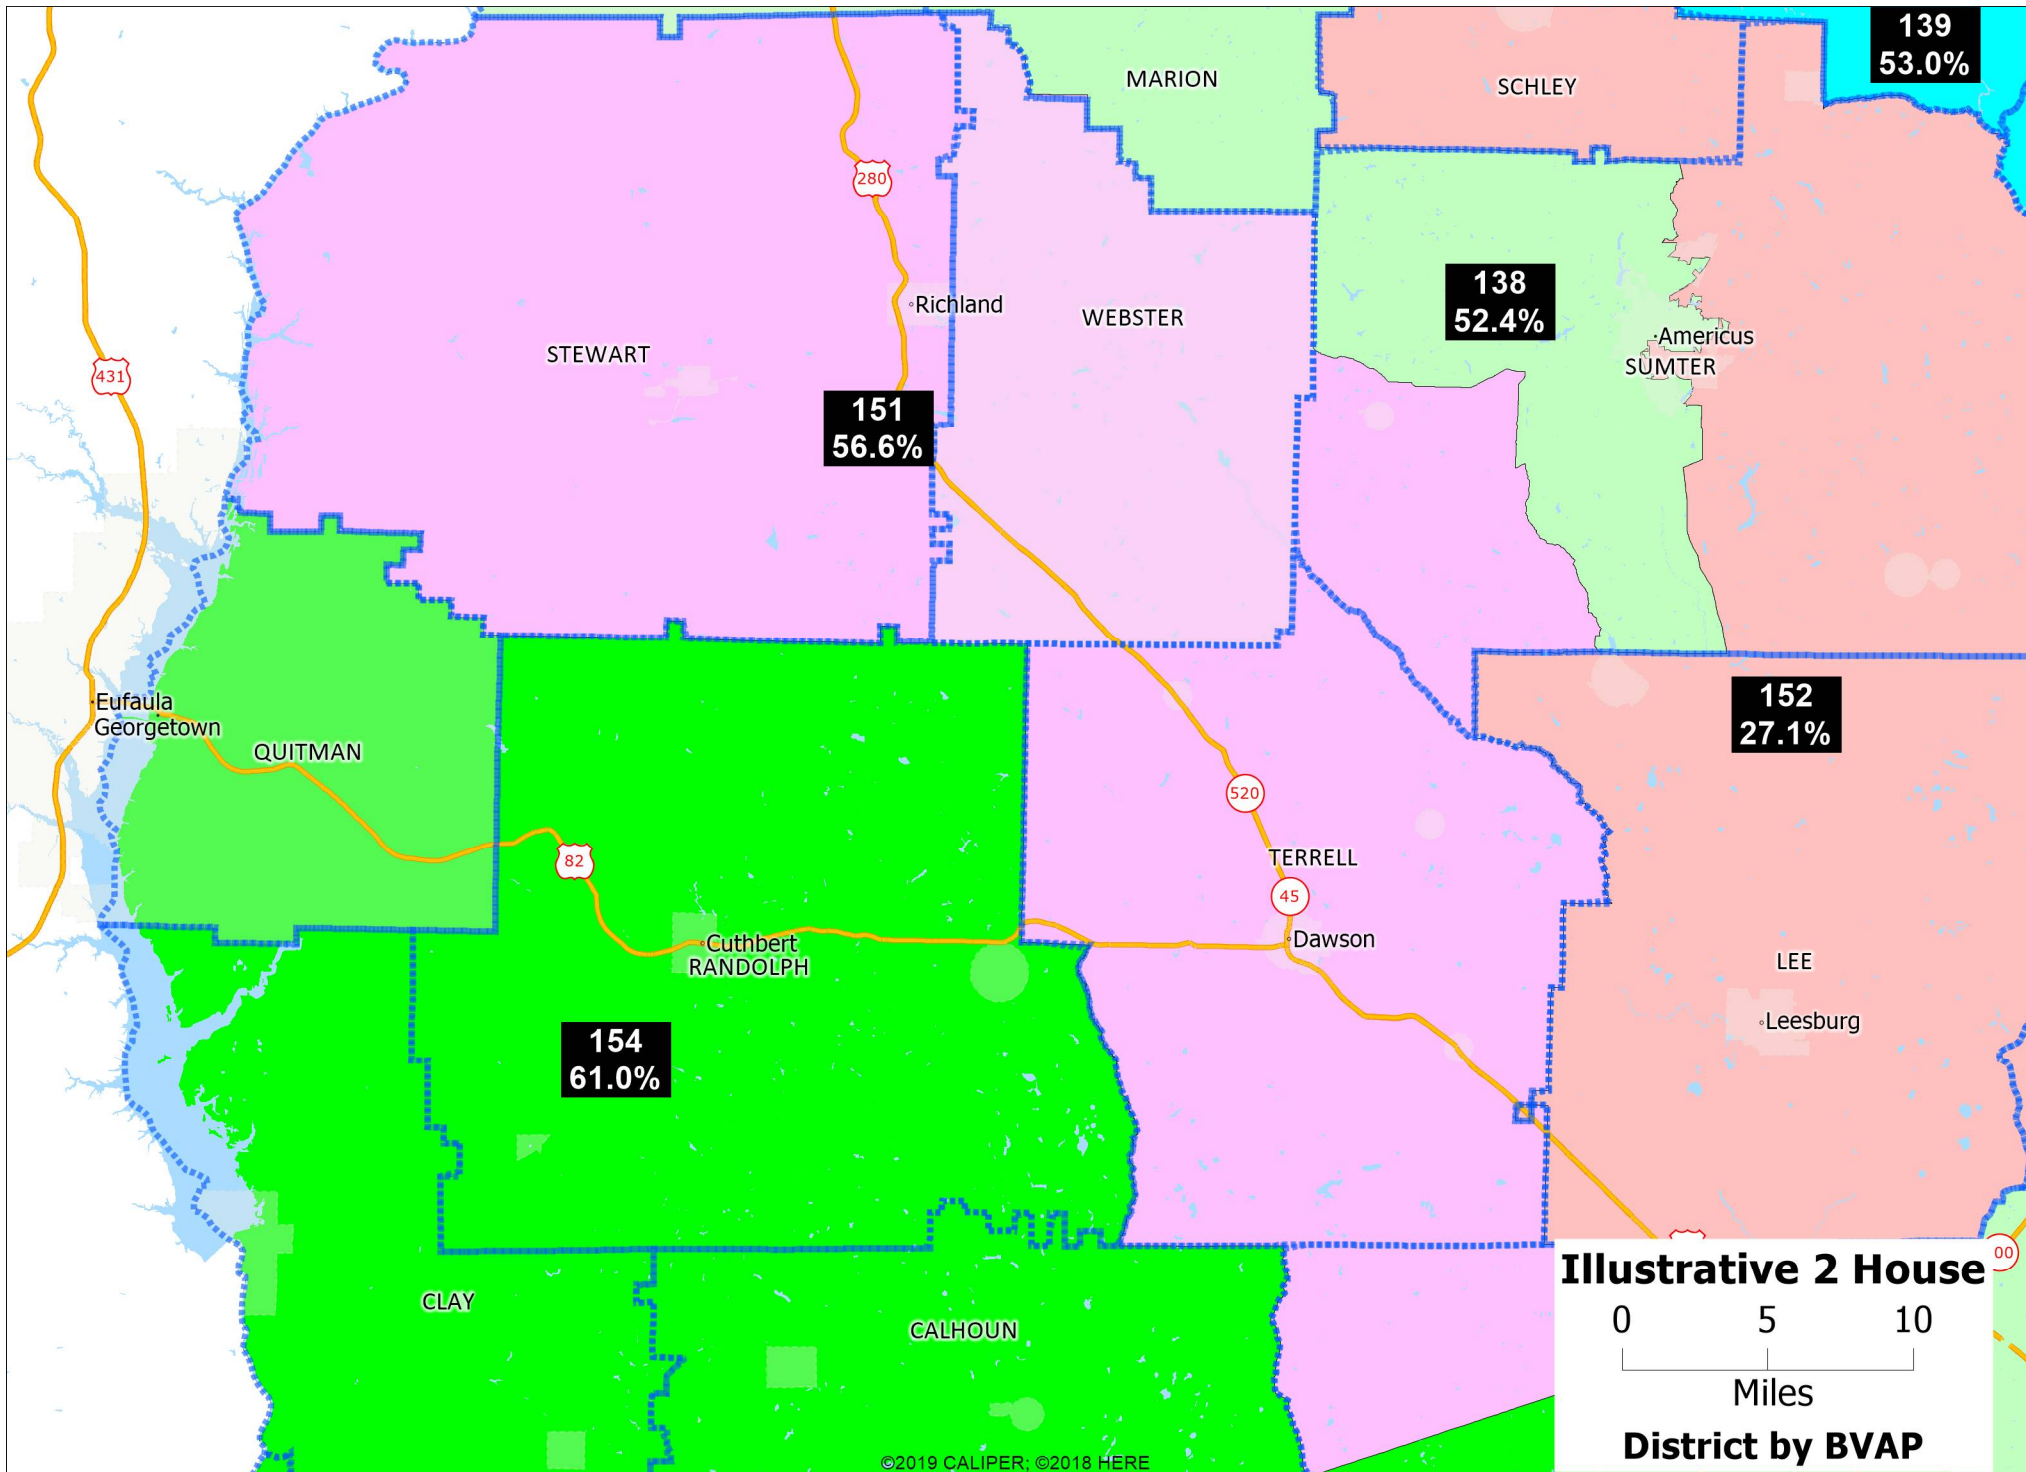 139
53.0%
MARION
SCHLEY
280
138
52.4%
Richland
WEBSTER
Americus
SUMTER
STEWART
431
151
56.6%
152
27.1%
Eufaula
Georgetown
QUITMAN
520
82
TERRELL
45
Cuthbert
RANDOLPH
Dawson
LEE
Leesburg
154
61.0%
00
CLAY
CALHOUN
Illustrative 2 House
0 5 10
Miles
District by BVAP
©2019 CALIPER; ©2018 HERE